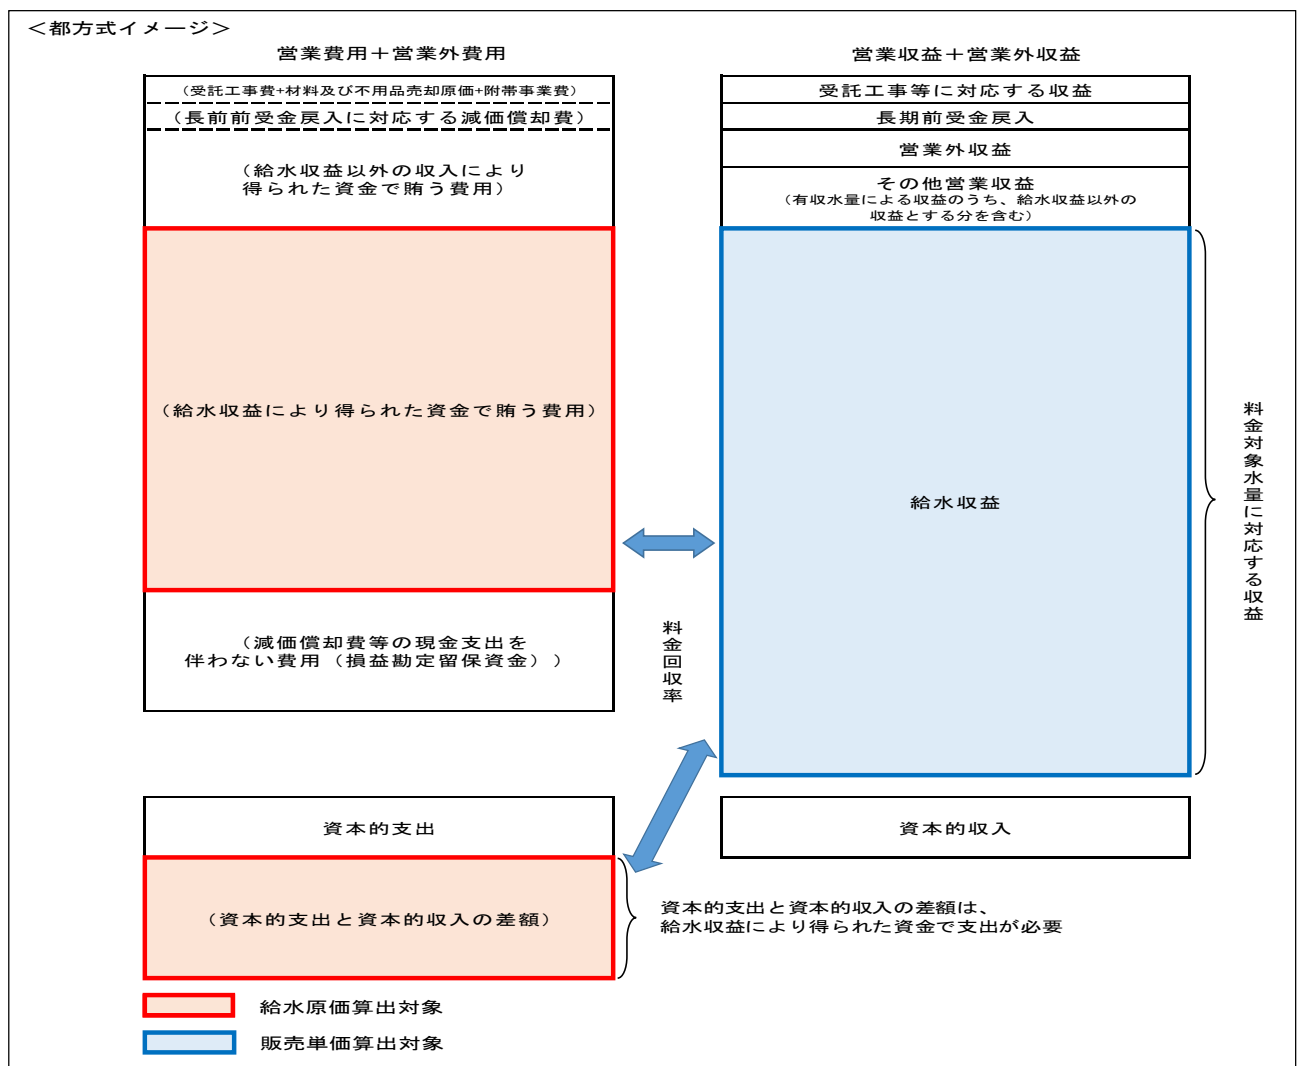 ＜都方式イメージ＞
営業費用＋営業外費用
（受託工事費+材料及び不用品売却原価+附帯事業費）
（長前前受金戻入に対応する減価償却費）
（給水収益以外の収入により
得られた資金で賄う費用）
（給水収益により得られた資金で賄う費用）
（減価償却費等の現金支出を
伴わない費用（損益勘定留保資金））
営業収益＋営業外収益
受託工事等に対応する収益
長期前受金戻入
営業外収益
その他営業収益
（有収水量による収益のうち、給水収益以外の
収益とする分を含む）
給水収益
料金対象水量に対応する収益
料金回収率
資本的支出
（資本的支出と資本的収入の差額）
資本的収入
資本的支出と資本的収入の差額は、
給水収益により得られた資金で支出が必要
給水原価算出対象
販売単価算出対象